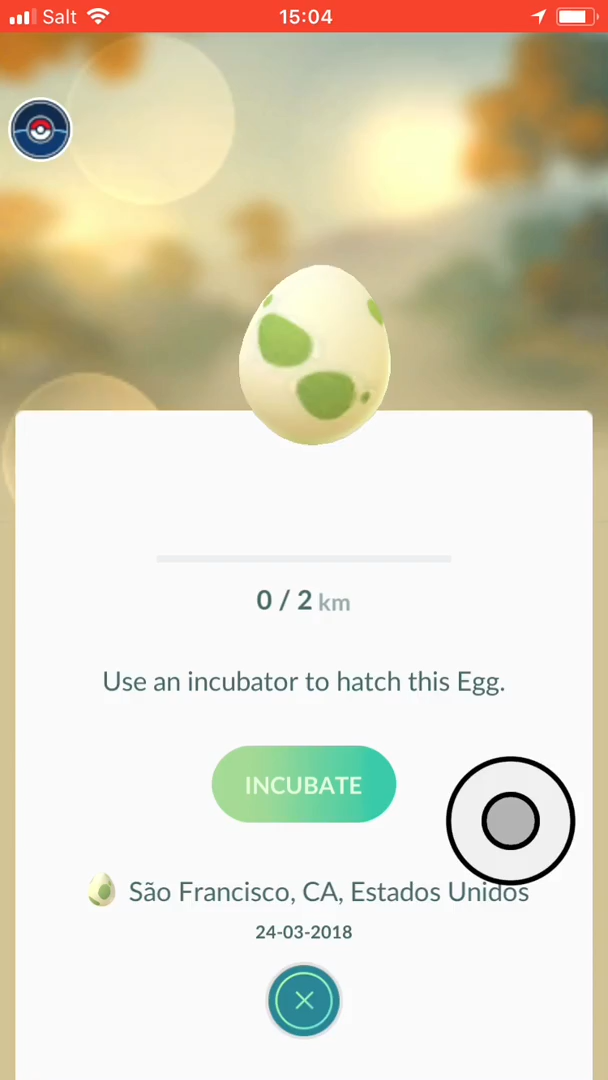 Salt 15:04
0 / 2 km
Use an incubator to hatch this Egg.
INCUBATE
São Francisco, CA, Estados Unidos
24-03-2018